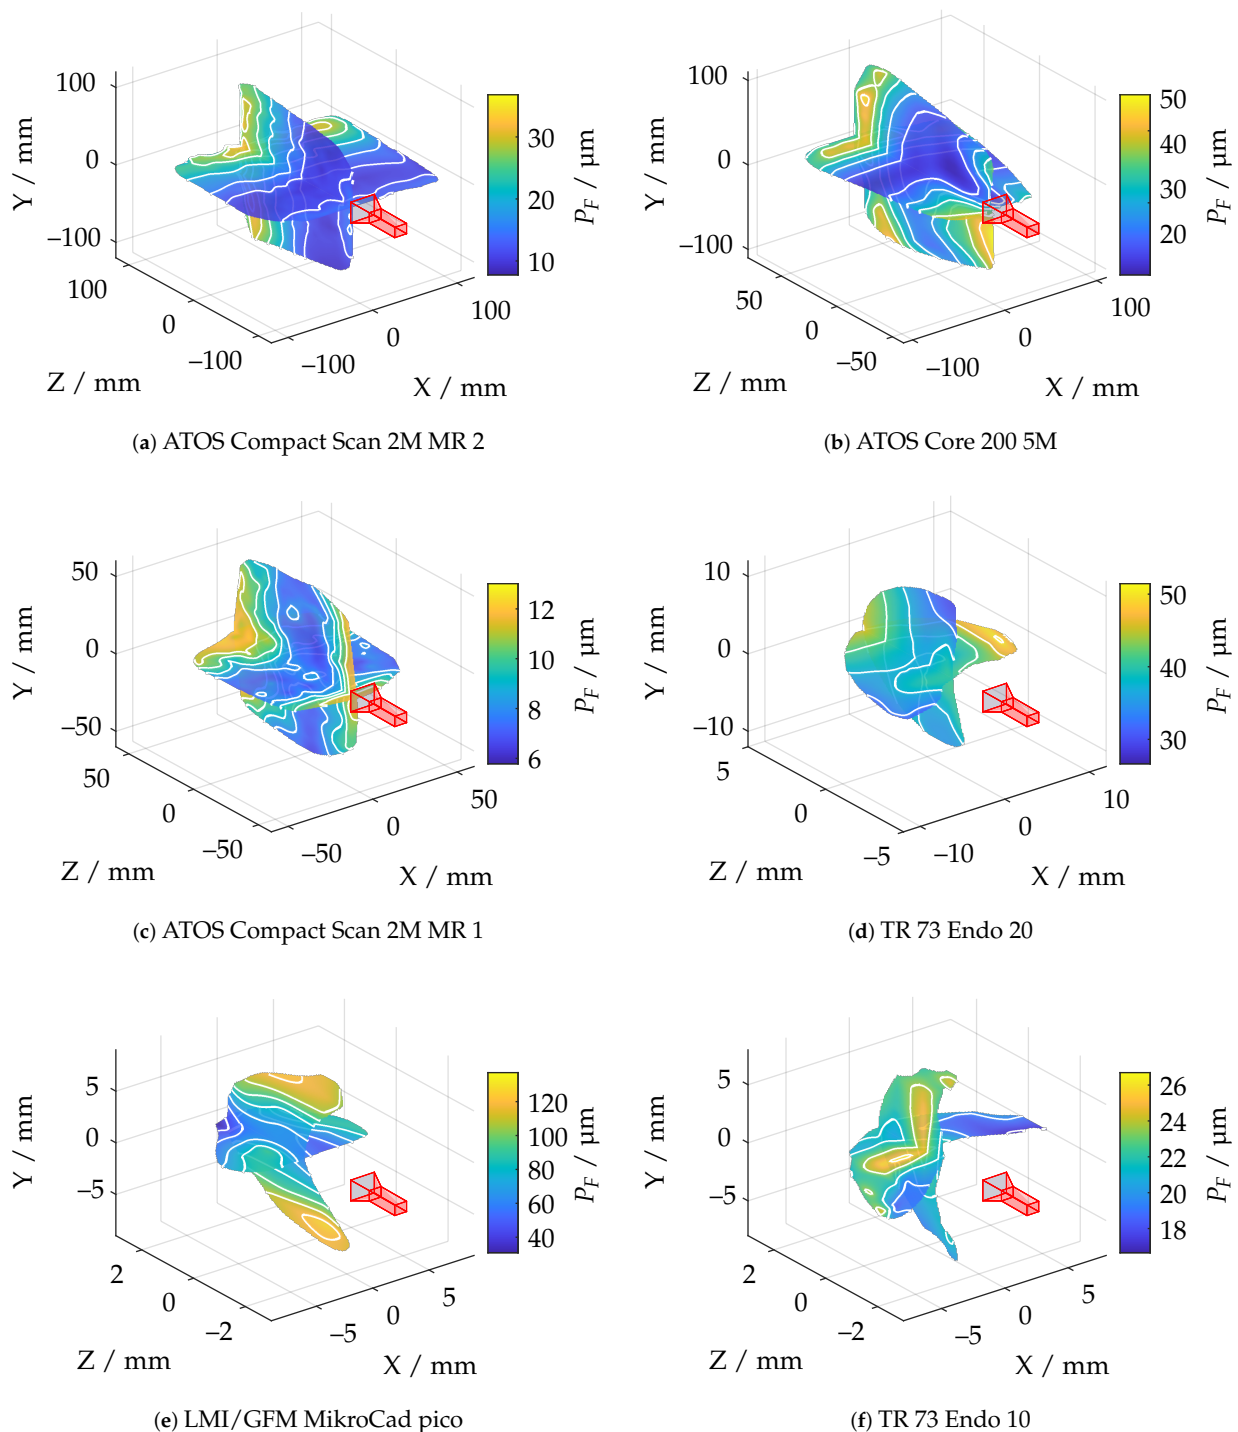 100
0
−100
Y / mm
100
0
−100
Z / mm
−100
0
100
X / mm
30
20
10
P_F / µm
(a) ATOS Compact Scan 2M MR 2
100
0
−100
Y / mm
50
0
−50
Z / mm
−100
0
100
X / mm
50
40
30
20
P_F / µm
(b) ATOS Core 200 5M
50
0
−50
Y / mm
50
0
−50
Z / mm
−50
0
50
X / mm
12
10
8
6
P_F / µm
(c) ATOS Compact Scan 2M MR 1
10
0
−10
Y / mm
5
0
−5
Z / mm
−10
0
10
X / mm
50
40
30
P_F / µm
(d) TR 73 Endo 20
5
0
−5
Y / mm
2
0
−2
Z / mm
−5
0
5
X / mm
120
100
80
60
40
P_F / µm
(e) LMI/GFM MikroCad pico
5
0
−5
Y / mm
2
0
−2
Z / mm
−5
0
5
X / mm
26
24
22
20
18
P_F / µm
(f) TR 73 Endo 10